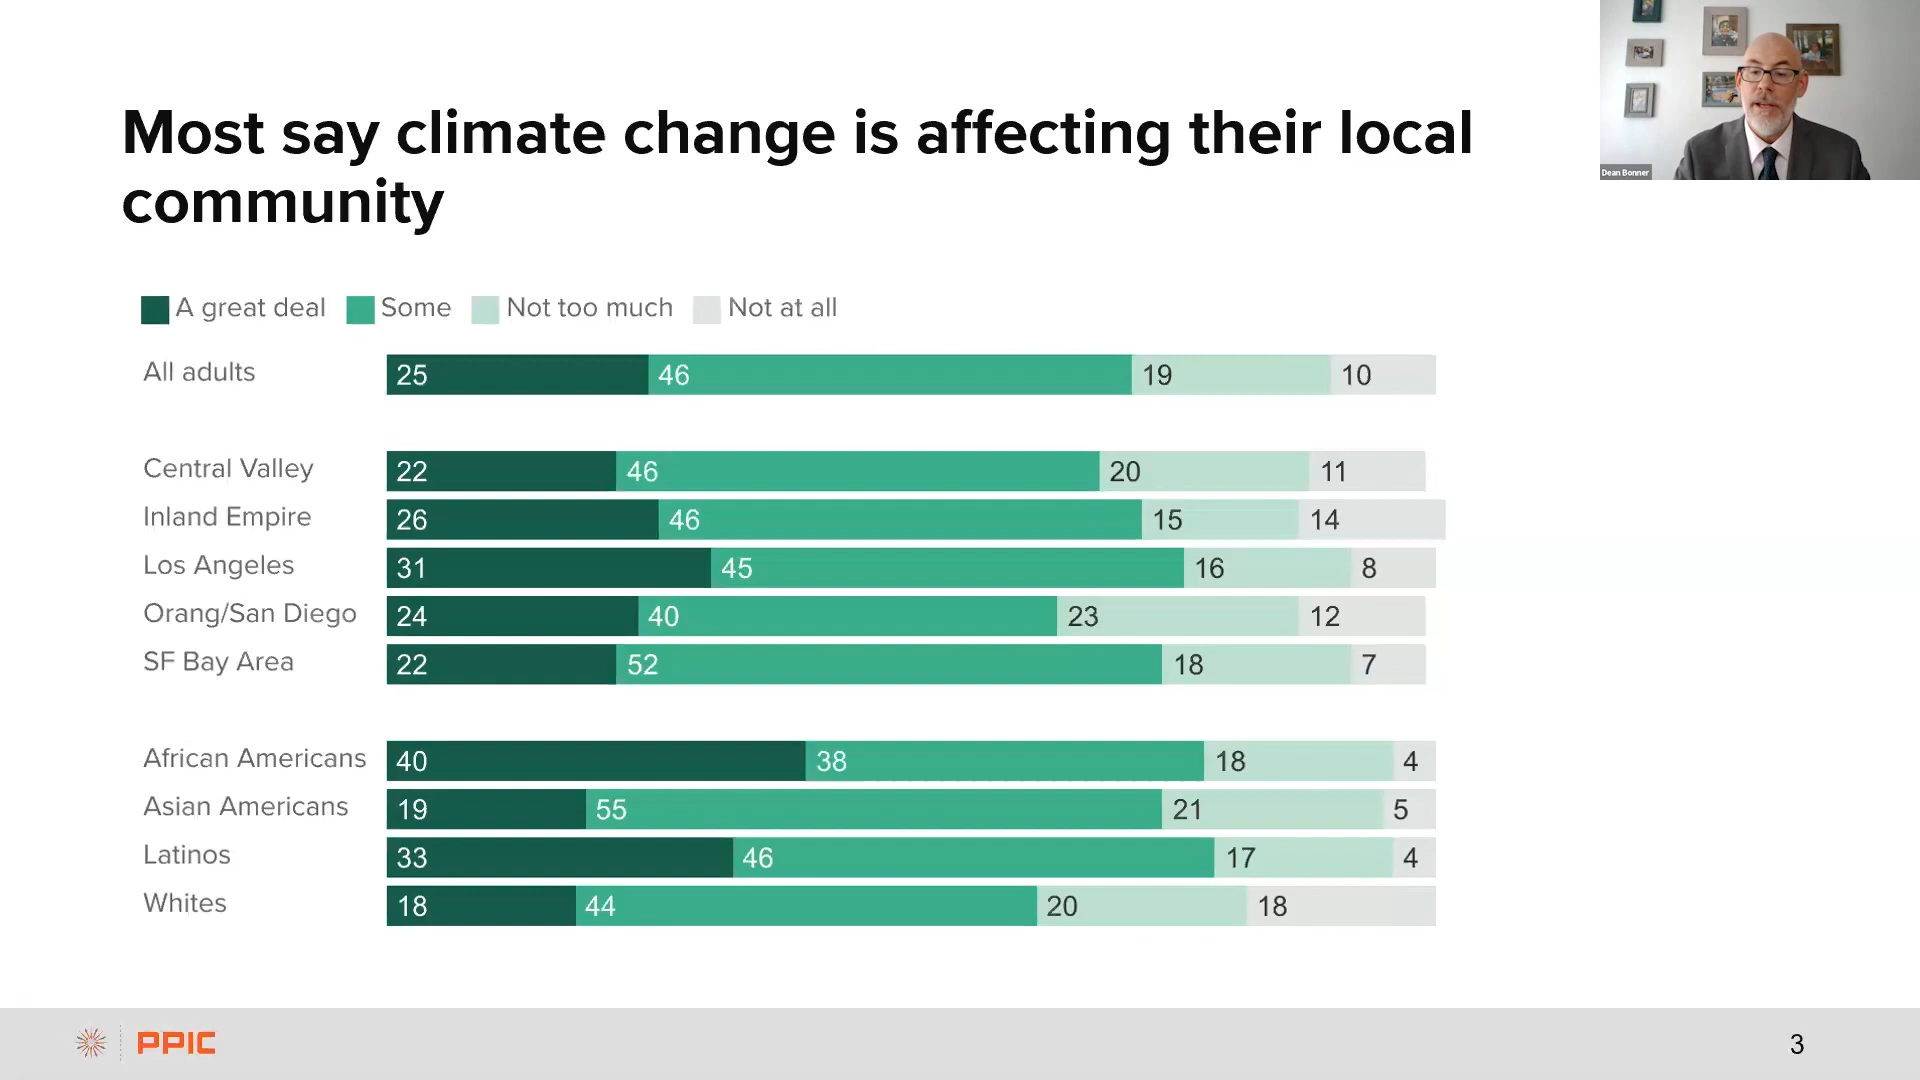 Most say climate change is affecting their local
community
Dean Bonner
A great deal Some Not too much Not at all
All adults 25 46 19 10
Central Valley 22 46 20 11
Inland Empire 26 46 15 14
Los Angeles 31 45 16 8
Orang/San Diego 24 40 23 12
SF Bay Area 22 52 18 7
African Americans 40 38 18 4
Asian Americans 19 55 21 5
Latinos 33 46 17 4
Whites 18 44 20 18
PPIC 3